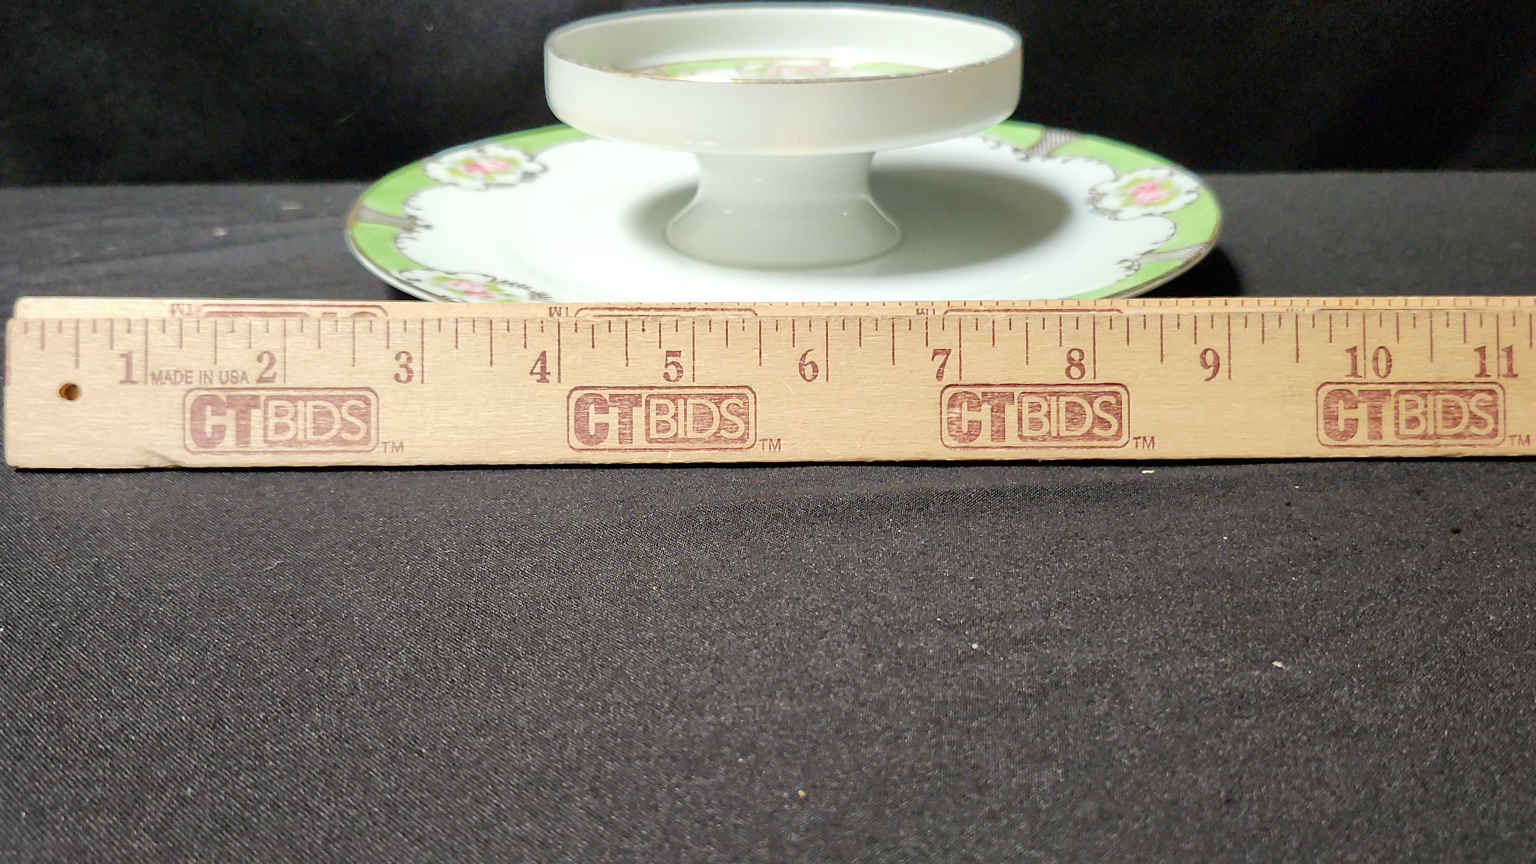 1 2 3 4 5 6 7 8 9 10 11
MADE IN USA
CTBIDS™ CTBIDS™ CTBIDS™ CTBIDS™